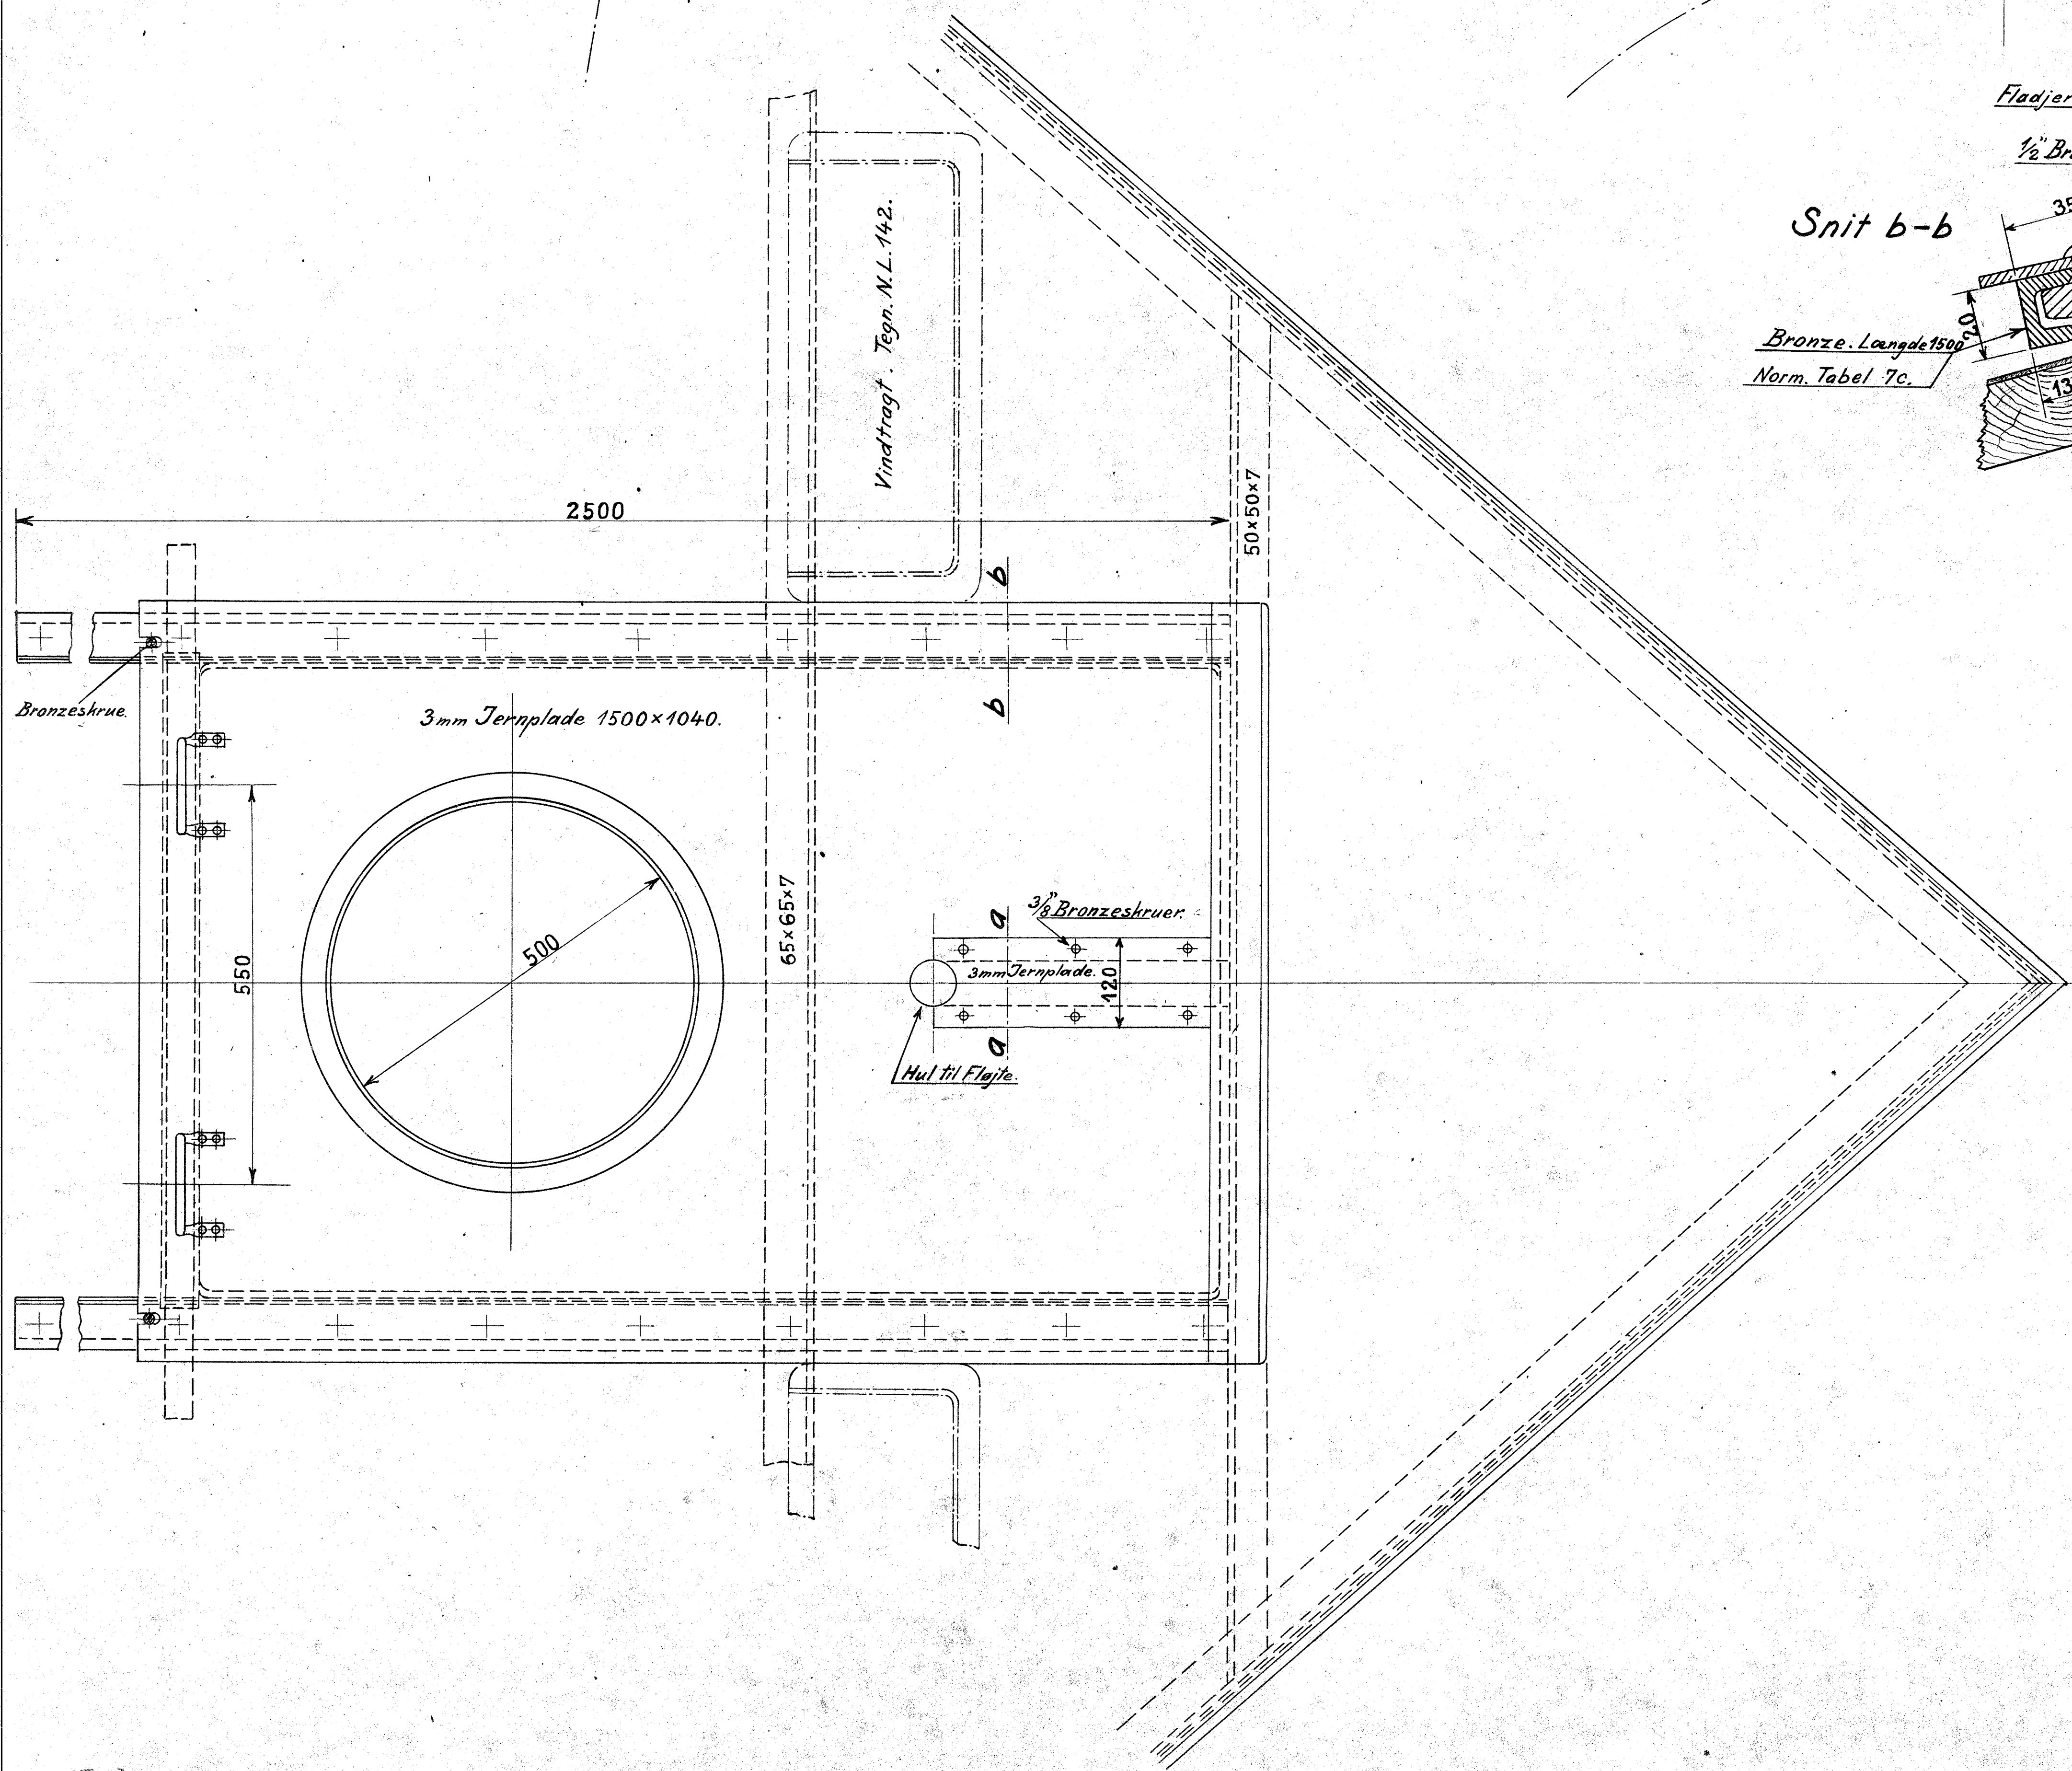 Fladjer
1/2" Br
Snit b-b
35
20
Bronze. Længde 1500
Norm. Tabel 7c.
13
Vindtragt. Tegn. N.L. 142.
2500
50×50×7
b
b
Bronzeskrue.
3mm Jernplade 1500×1040.
550
500
65×65×7
a
3/8" Bronzeskruer.
3mm Jernplade.
120
a
Hul til Fløjte.